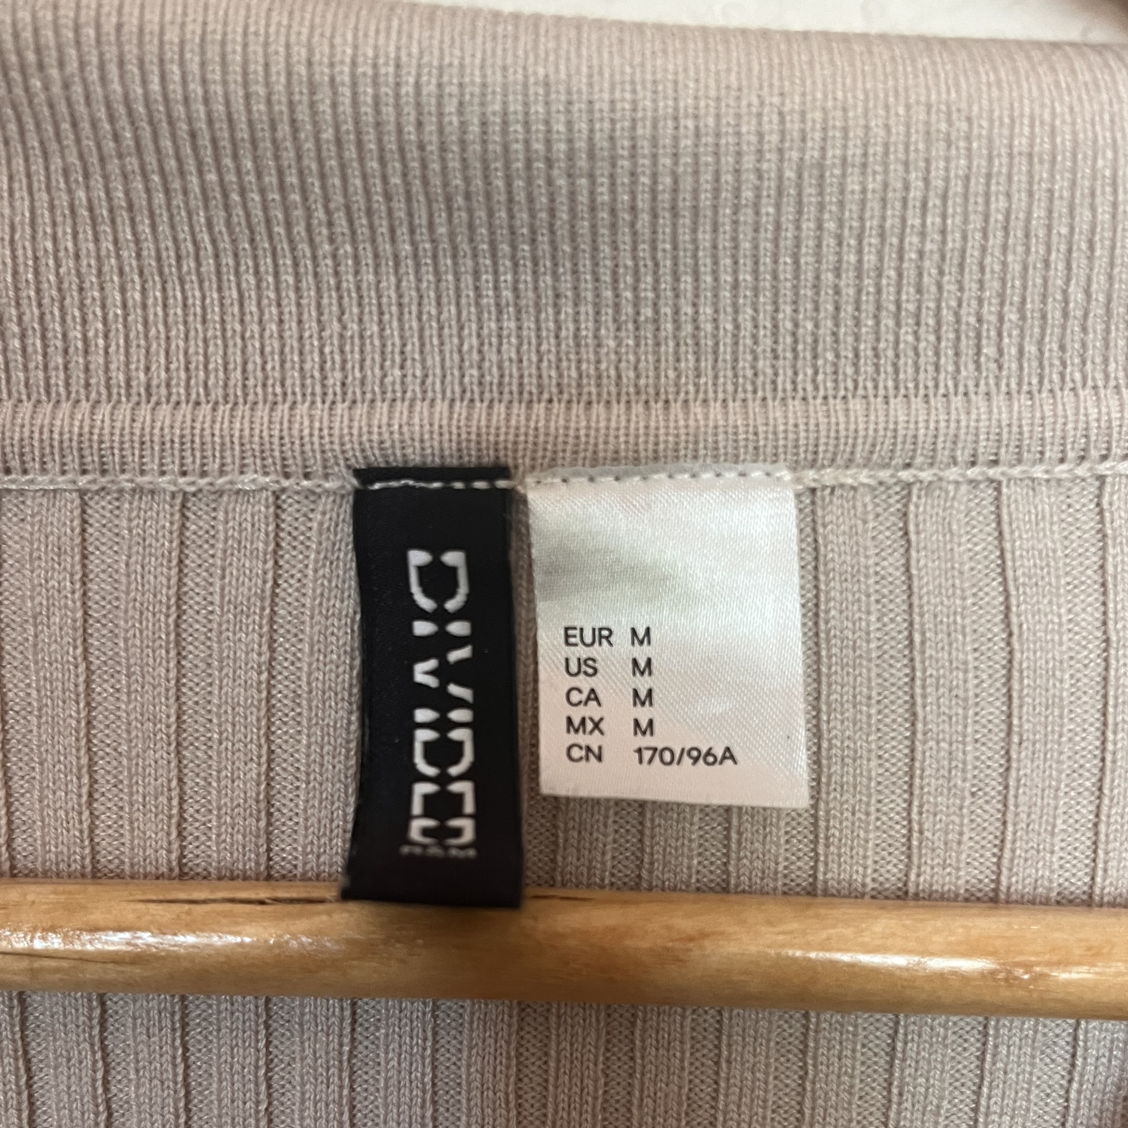 DIVIDED
H&M
EUR M
US M
CA M
MX M
CN 170/96A